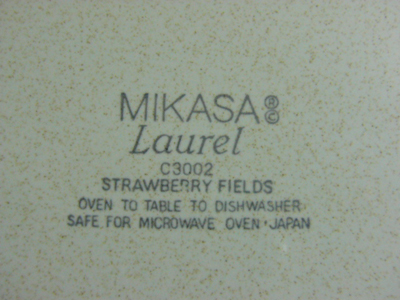 MIKASA ®©
Laurel
C3002
STRAWBERRY FIELDS
OVEN TO TABLE TO DISHWASHER
SAFE FOR MICROWAVE OVEN · JAPAN